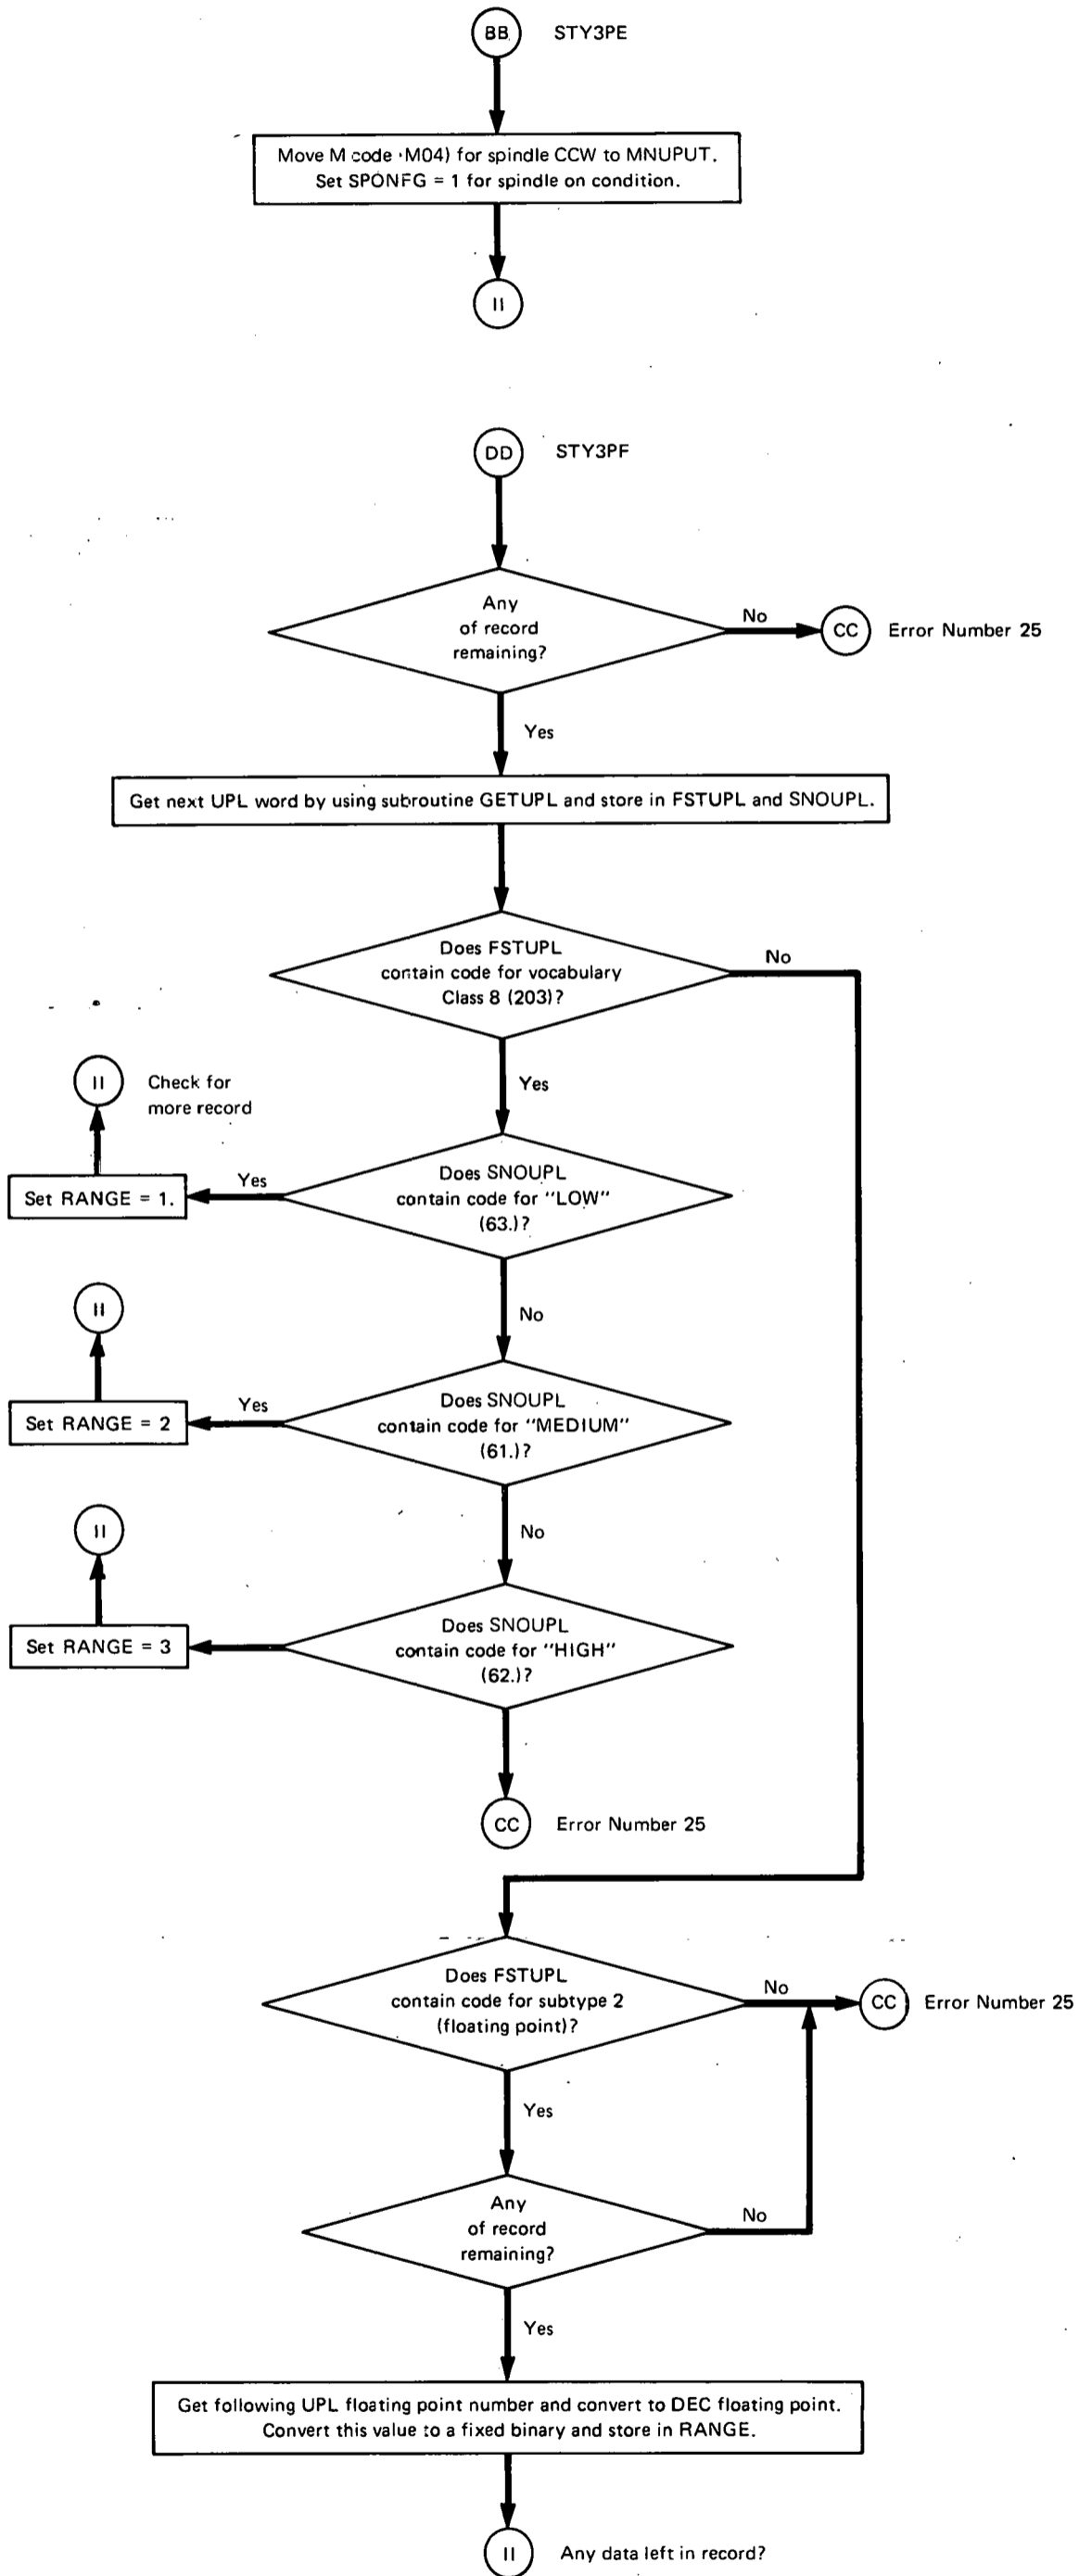 BB STY3PE
Move M code (M04) for spindle CCW to MNUPUT.
Set SPONFG = 1 for spindle on condition.
II
DD STY3PF
Any
of record
remaining?
No
CC Error Number 25
Yes
Get next UPL word by using subroutine GETUPL and store in FSTUPL and SNOUPL.
Does FSTUPL
contain code for vocabulary
Class 8 (203)?
No
Yes
II Check for
more record
Set RANGE = 1.
Yes
Does SNOUPL
contain code for "LOW"
(63.)?
No
II
Set RANGE = 2
Yes
Does SNOUPL
contain code for "MEDIUM"
(61.)?
No
II
Set RANGE = 3
Does SNOUPL
contain code for "HIGH"
(62.)?
CC Error Number 25
Does FSTUPL
contain code for subtype 2
(floating point)?
No
CC Error Number 25
Yes
Any
of record
remaining?
No
Yes
Get following UPL floating point number and convert to DEC floating point.
Convert this value to a fixed binary and store in RANGE.
II Any data left in record?